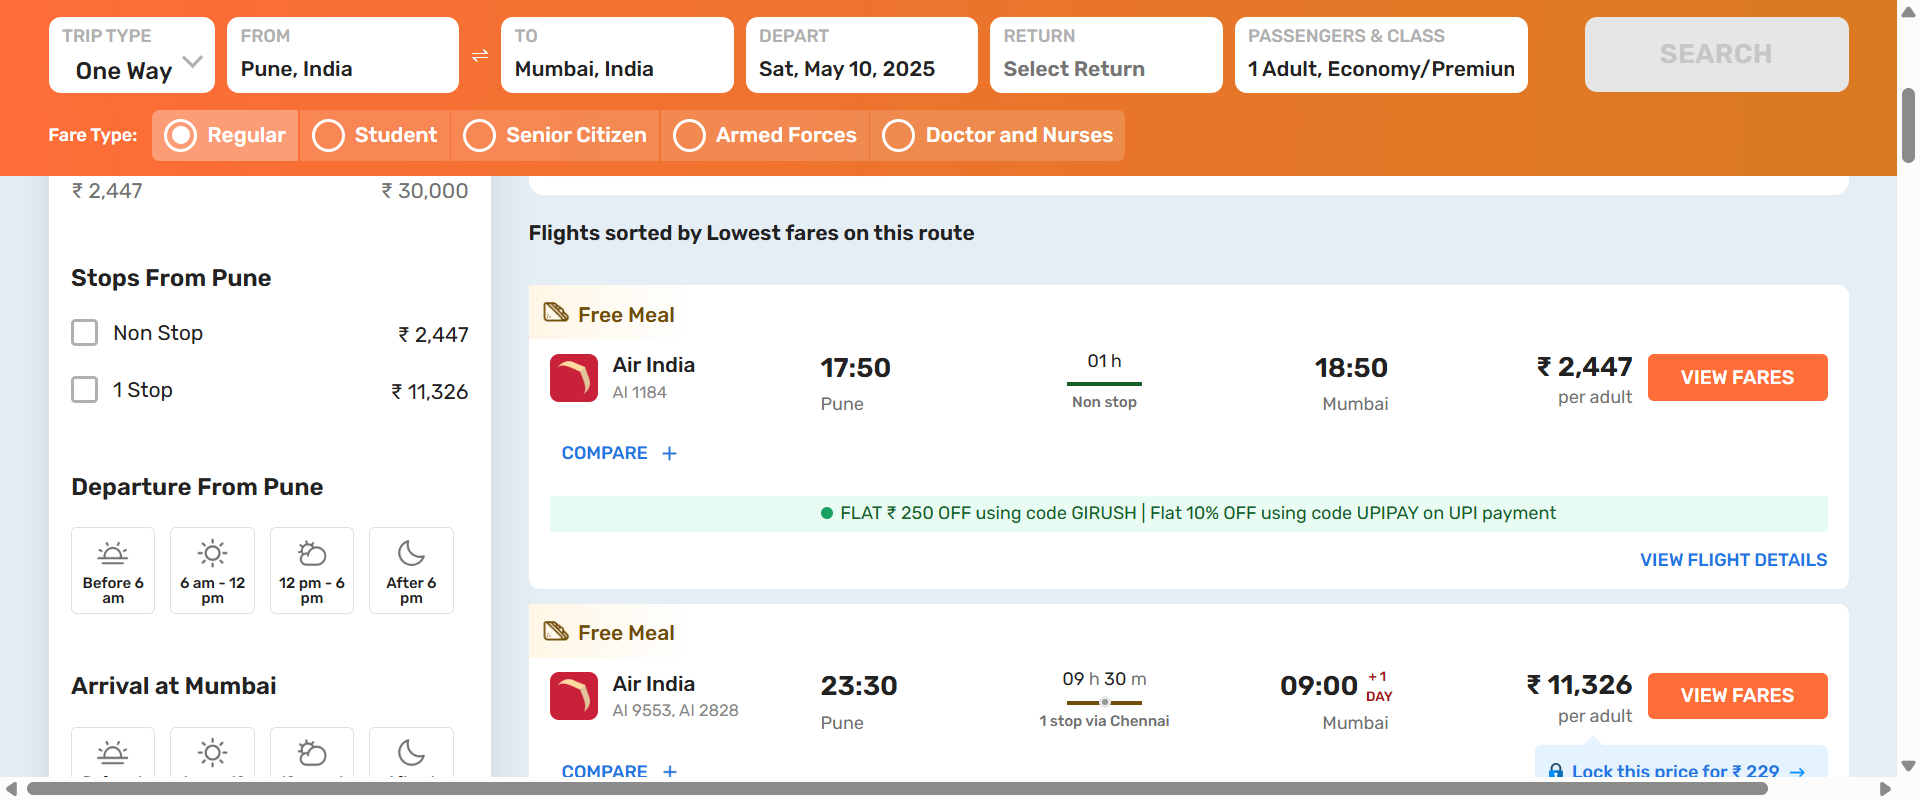 TRIP TYPE
One Way
FROM
Pune, India
TO
Mumbai, India
DEPART
Sat, May 10, 2025
RETURN
Select Return
PASSENGERS & CLASS
1 Adult, Economy/Premiun
SEARCH
Fare Type:
Regular
Student
Senior Citizen
Armed Forces
Doctor and Nurses
₹ 2,447
₹ 30,000
Stops From Pune
Non Stop
₹ 2,447
1 Stop
₹ 11,326
Departure From Pune
Before 6
am
6 am - 12
pm
12 pm - 6
pm
After 6
pm
Arrival at Mumbai
Flights sorted by Lowest fares on this route
Free Meal
Air India
AI 1184
17:50
Pune
01 h
Non stop
18:50
Mumbai
₹ 2,447
per adult
VIEW FARES
COMPARE +
FLAT ₹ 250 OFF using code GIRUSH | Flat 10% OFF using code UPIPAY on UPI payment
VIEW FLIGHT DETAILS
Free Meal
Air India
AI 9553, AI 2828
23:30
Pune
09 h 30 m
1 stop via Chennai
09:00
+1
DAY
Mumbai
₹ 11,326
per adult
VIEW FARES
COMPARE +
Lock this price for ₹ 229 →